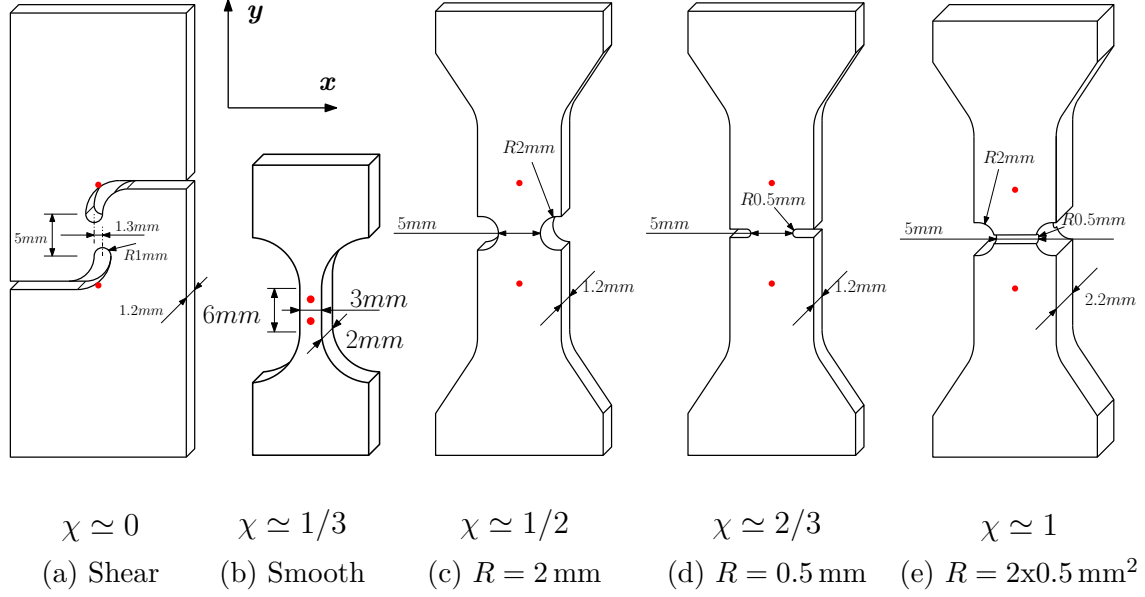 y
x
5mm
1.3mm
R1mm
1.2mm
6mm
3mm
2mm
R2mm
5mm
1.2mm
R0.5mm
5mm
1.2mm
R2mm
R0.5mm
5mm
2.2mm
χ ≃ 0
χ ≃ 1/3
χ ≃ 1/2
χ ≃ 2/3
χ ≃ 1
(a) Shear
(b) Smooth
(c) R = 2 mm
(d) R = 0.5 mm
(e) R = 2x0.5 mm²